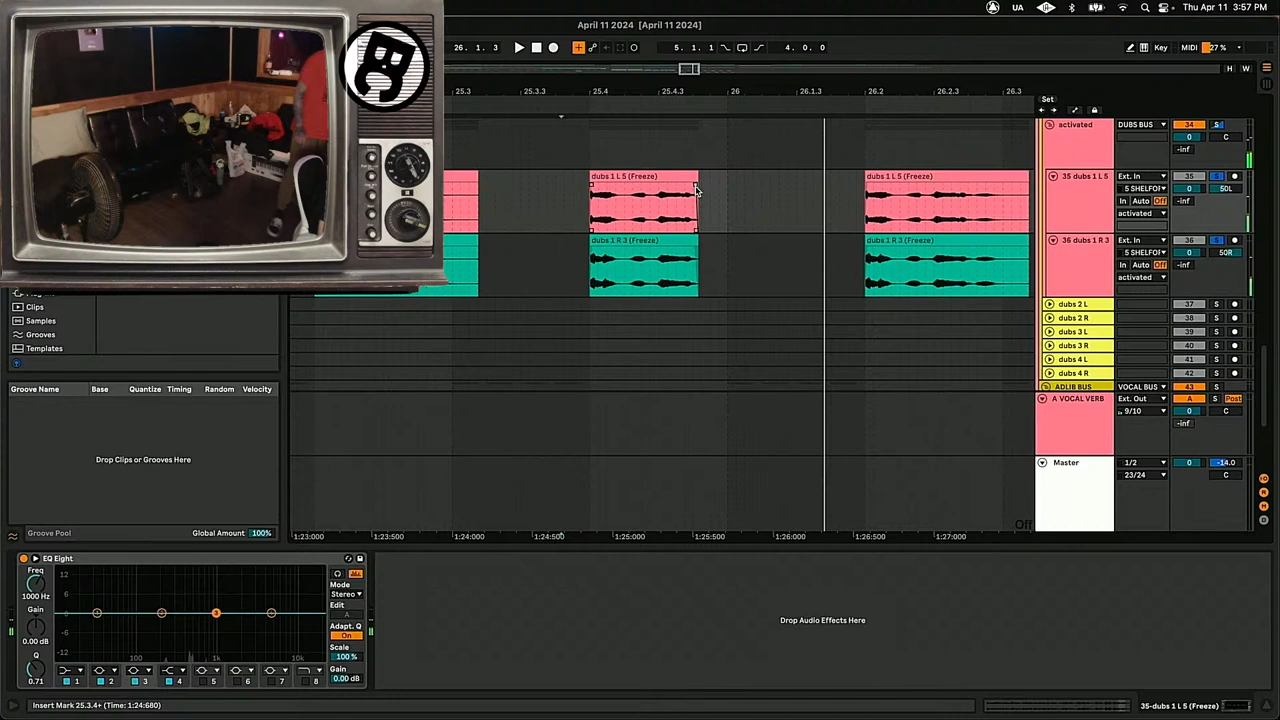 UA
Thu Apr 11 3:57 PM
April 11 2024 [April 11 2024]
26. 1. 3
5. 1. 1
4. 0.
Key
MIDI
27 %
H
W
25.3
25.3.3
25.4
25.4.3
26
26.1.3
26.2
26.2.3
26.3
Set
activated
DUBS BUS
34
S
0
C
-inf
dubs 1 L 5 (Freeze)
dubs 1 L 5 (Freeze)
35 dubs 1 L 5
Ext. In
35
S
5 SHELFOF
0
50L
In Auto Off
-inf
activated
dubs 1 R 3 (Freeze)
dubs 1 R 3 (Freeze)
36 dubs 1 R 3
Ext. In
36
S
5 SHELFOF
0
50R
In Auto Off
-inf
activated
dubs 2 L
37
S
dubs 2 R
38
S
dubs 3 L
39
S
dubs 3 R
40
S
dubs 4 L
41
S
dubs 4 R
42
S
ADLIB BUS
VOCAL BUS
43
S
A VOCAL VERB
Ext. Out
A
S
Post
9/10
0
C
-inf
Master
1/2
0
-14.0
23/24
C
Off
Clips
Samples
Grooves
Templates
Groove Name Base Quantize Timing Random Velocity
Drop Clips or Grooves Here
Groove Pool
Global Amount 100%
1:23:000
1:23:500
1:24:000
1:24:500
1:25:000
1:25:500
1:26:000
1:26:500
1:27:000
EQ Eight
Freq
1000 Hz
Gain
0.00 dB
Q
0.71
12
6
0
-6
-12
100
1k
10k
Mode
Stereo
Edit
A
Adapt. Q
On
Scale
100 %
Gain
0.00 dB
1 2 3 4 5 6 7 8
Drop Audio Effects Here
Insert Mark 25.3.4+ (Time: 1:24:680)
35-dubs 1 L 5 (Freeze)